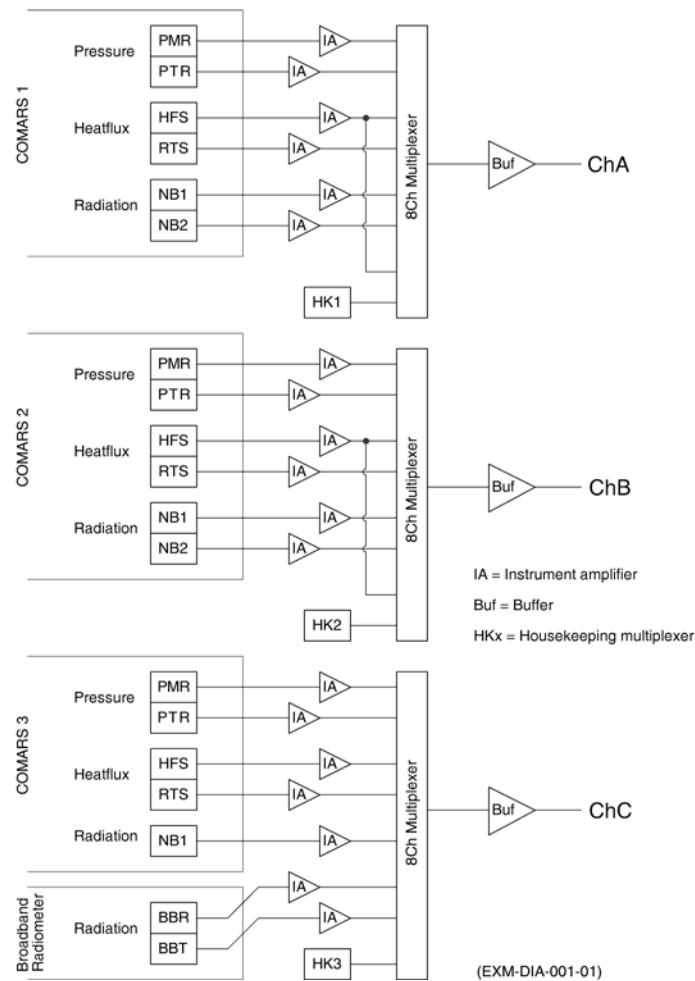 COMARS 1
Pressure
PMR
IA
PTR
IA
Heatflux
HFS
IA
RTS
IA
Radiation
NB1
IA
NB2
IA
HK1
8Ch Multiplexer
Buf
ChA
COMARS 2
Pressure
PMR
IA
PTR
IA
Heatflux
HFS
IA
RTS
IA
Radiation
NB1
IA
NB2
IA
HK2
8Ch Multiplexer
Buf
ChB
IA = Instrument amplifier
Buf = Buffer
HKx = Housekeeping multiplexer
COMARS 3
Pressure
PMR
IA
PTR
IA
Heatflux
HFS
IA
RTS
IA
Radiation
NB1
IA
8Ch Multiplexer
Buf
ChC
Broadband
Radiometer
Radiation
BBR
IA
BBT
IA
HK3
(EXM-DIA-001-01)